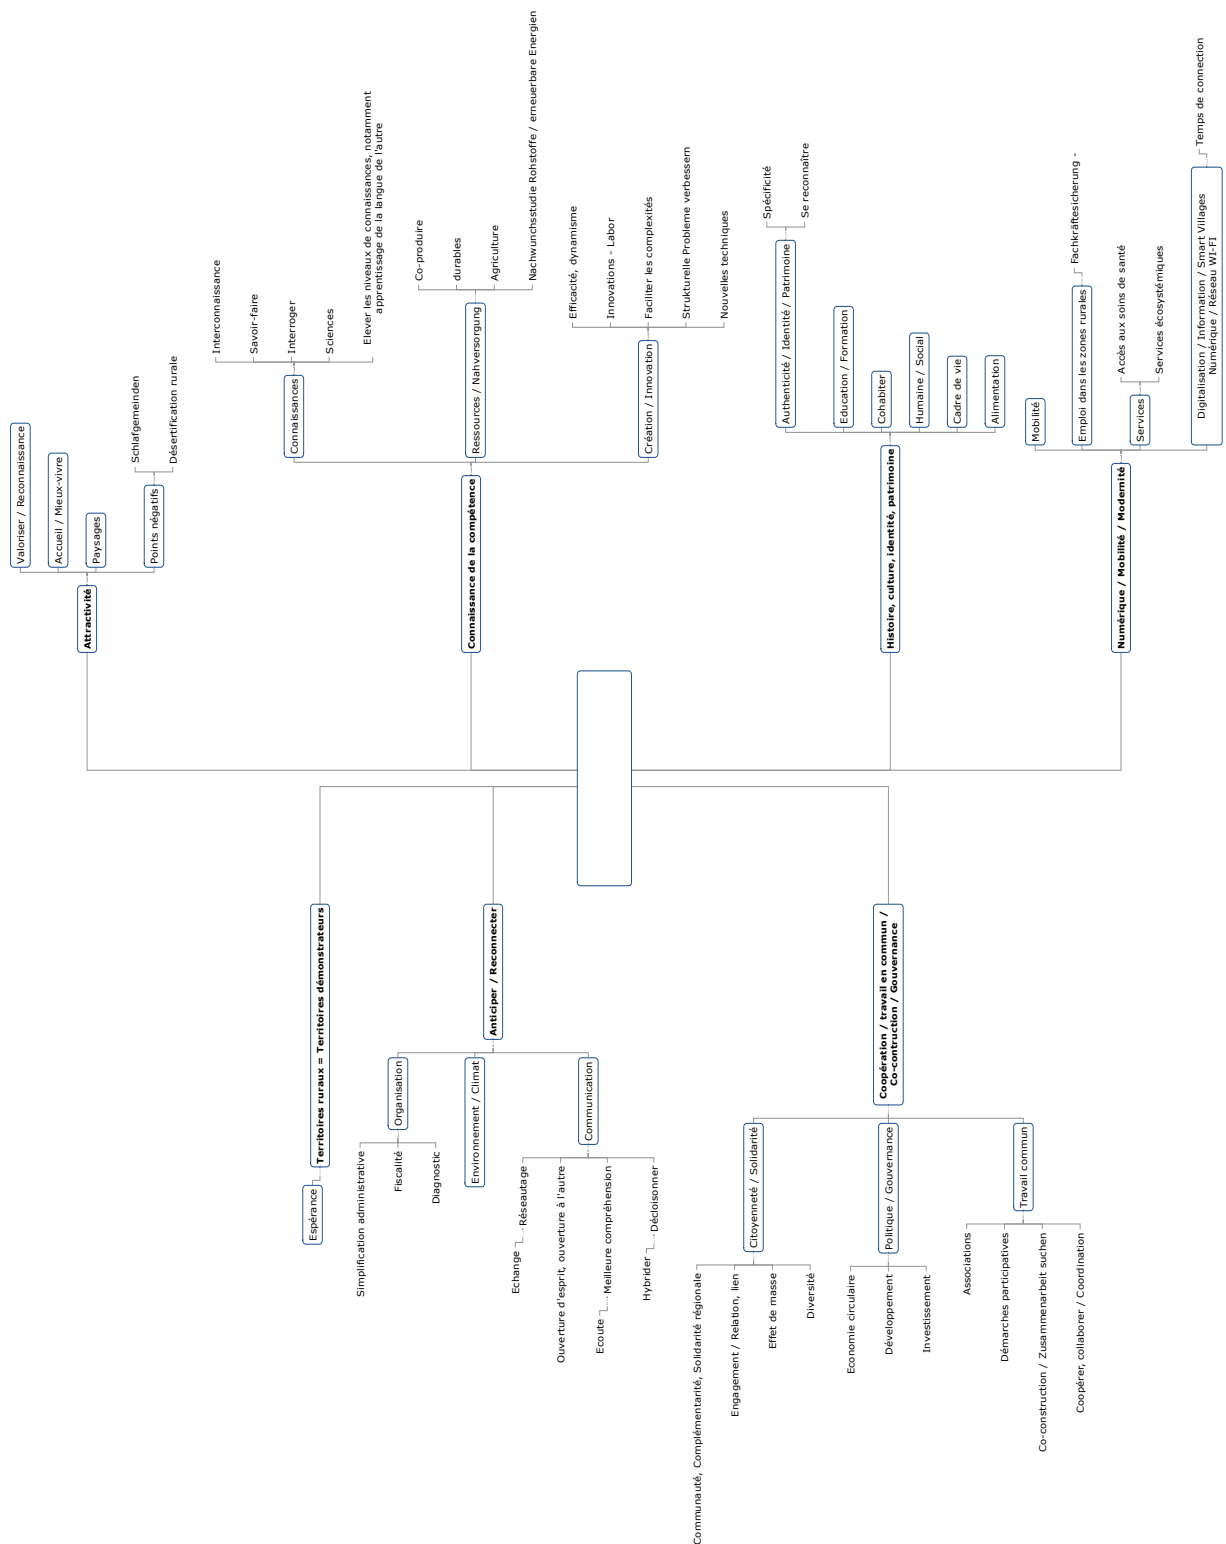 Attractivité
Valoriser / Reconnaissance
Accueil / Mieux-vivre
Paysages
Points négatifs
Schlafgemeinden
Désertification rurale
Connaissance de la compétence
Connaissances
Interconnaissance
Savoir-faire
Interroger
Sciences
Elever les niveaux de connaissances, notamment
apprentissage de la langue de l'autre
Ressources / Nahversorgung
Co-produire
durables
Agriculture
Nachwunchsstudie Rohstoffe / erneuerbare Energien
Création / Innovation
Efficacité, dynamisme
Innovations - Labor
Faciliter les complexités
Strukturelle Probleme verbessern
Nouvelles techniques
Histoire, culture, identité, patrimoine
Authenticité / Identité / Patrimoine
Spécificité
Se reconnaître
Education / Formation
Cohabiter
Humaine / Social
Cadre de vie
Alimentation
Numérique / Mobilité / Modernité
Mobilité
Emploi dans les zones rurales
Fachkräftesicherung -
Services
Accès aux soins de santé
Services écosystémiques
Digitalisation / Information / Smart Villages
Numérique / Réseau WI-FI
Temps de connection
Territoires ruraux = Territoires démonstrateurs
Espérance
Anticiper / Reconnecter
Organisation
Simplification administrative
Fiscalité
Diagnostic
Environnement / Climat
Communication
Réseautage
Echange
Ouverture d'esprit, ouverture à l'autre
Meilleure compréhension
Ecoute
Décloisonner
Hybrider
Coopération / travail en commun /
Co-contruction / Gouvernance
Citoyenneté / Solidarité
Communauté, Complémentarité, Solidarité régionale
Engagement / Relation, lien
Effet de masse
Diversité
Politique / Gouvernance
Economie circulaire
Développement
Investissement
Travail commun
Associations
Démarches participatives
Co-construction / Zusammenarbeit suchen
Coopérer, collaborer / Coordination